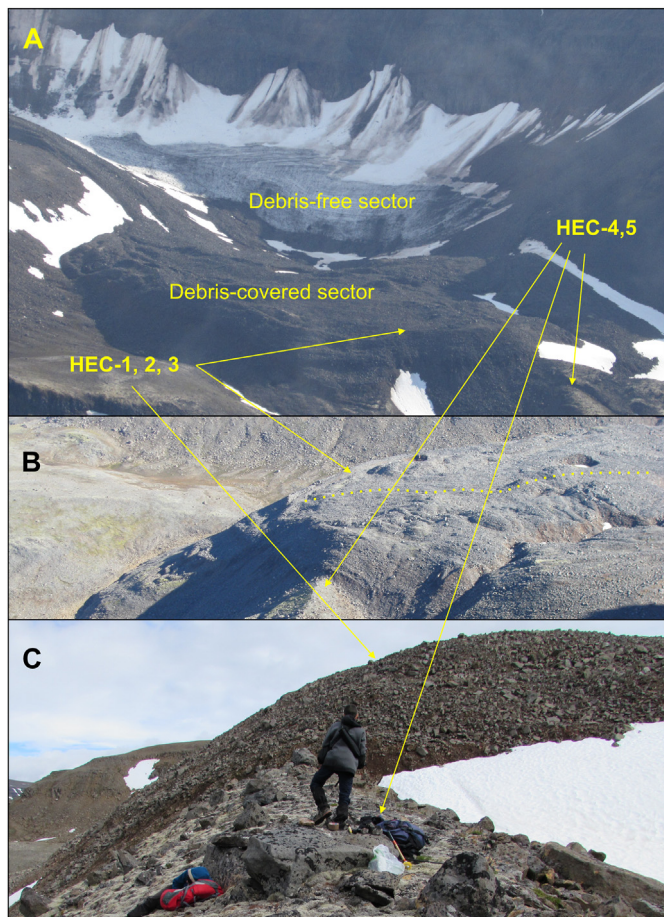 A
Debris-free sector
HEC-4,5
Debris-covered sector
HEC-1, 2, 3
B
C